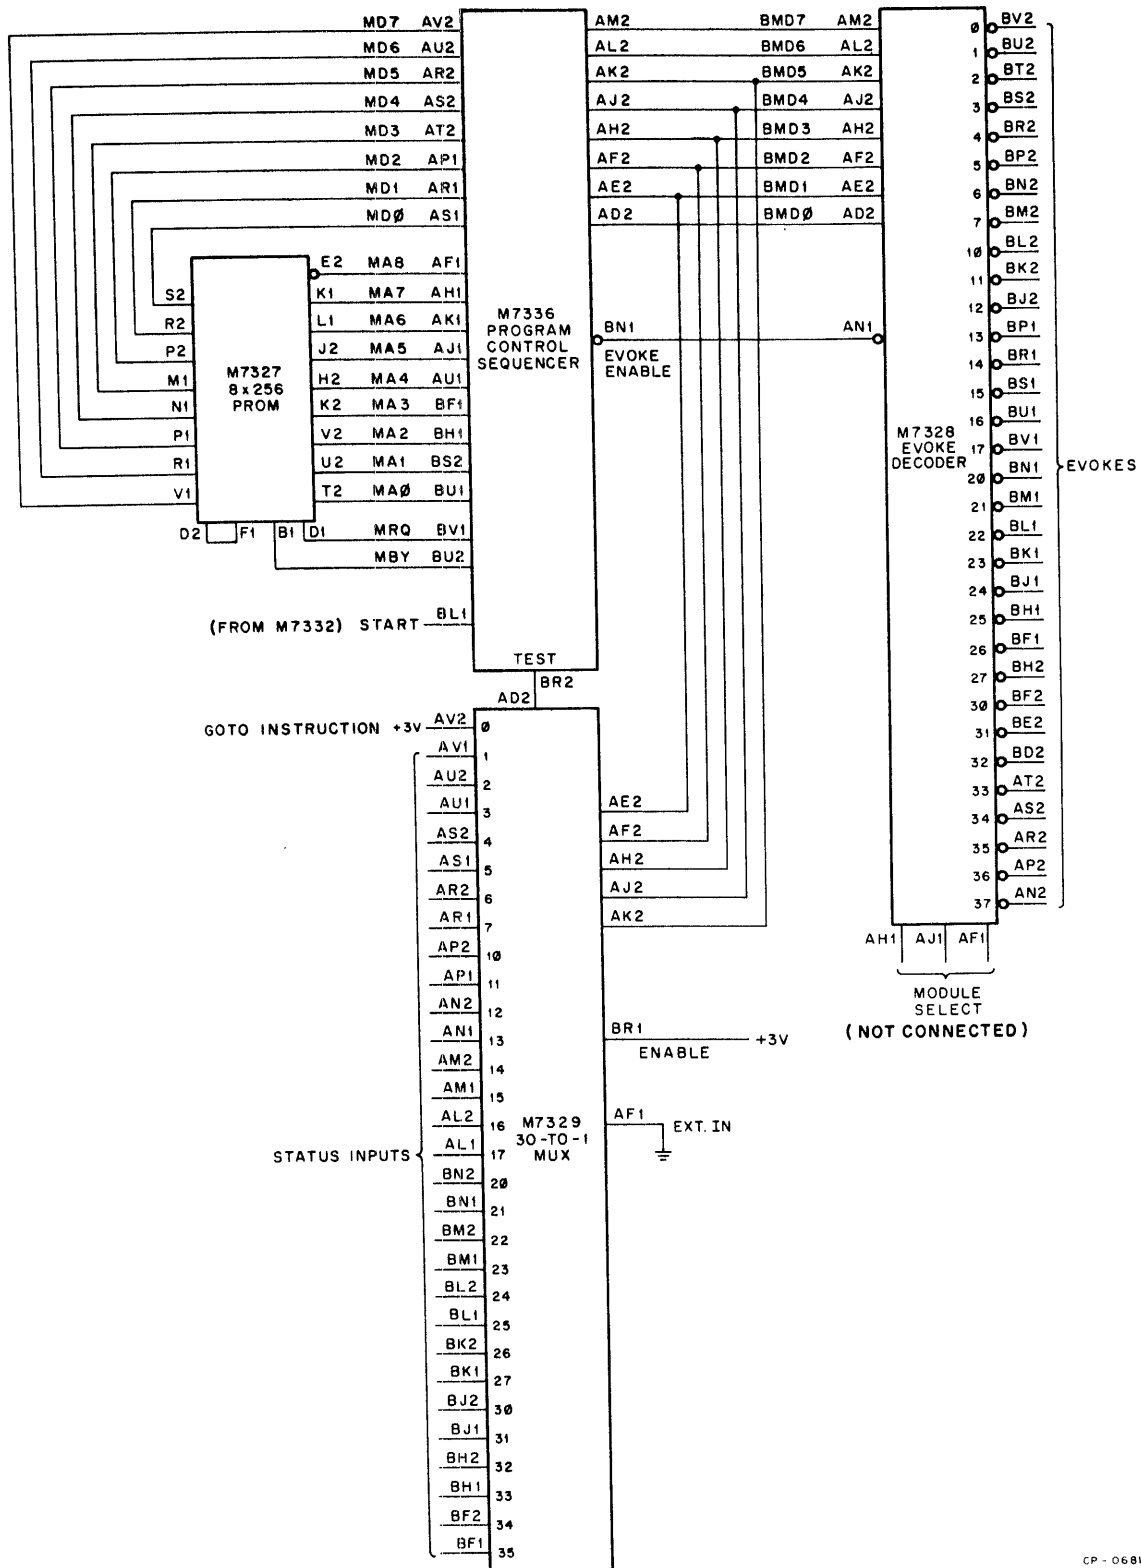 MD7 AV2 AM2 BMD7 AM2 0 BV2
MD6 AU2 AL2 BMD6 AL2 1 BU2
MD5 AR2 AK2 BMD5 AK2 2 BT2
MD4 AS2 AJ2 BMD4 AJ2 3 BS2
MD3 AT2 AH2 BMD3 AH2 4 BR2
MD2 AP1 AF2 BMD2 AF2 5 BP2
MD1 AR1 AE2 BMD1 AE2 6 BN2
MDØ AS1 AD2 BMDØ AD2 7 BM2
10 BL2
11 BK2
12 BJ2
13 BP1
14 BR1
15 BS1
16 BU1
17 BV1
20 BN1
21 BM1
22 BL1
23 BK1
24 BJ1
25 BH1
26 BF1
27 BH2
30 BF2
31 BE2
32 BD2
33 AT2
34 AS2
35 AR2
36 AP2
37 AN2
EVOKES
E2 MA8 AF1
S2 K1 MA7 AH1
R2 L1 MA6 AK1
P2 J2 MA5 AJ1
M1 H2 MA4 AU1
N1 K2 MA3 BF1
P1 V2 MA2 BH1
R1 U2 MA1 BS2
V1 T2 MAØ BU1
D2 F1 B1 D1 MRQ BV1
MBY BU2
M7327
8x256
PROM
M7336
PROGRAM
CONTROL
SEQUENCER
BN1 AN1
EVOKE
ENABLE
M7328
EVOKE
DECODER
(FROM M7332) START BL1
TEST
BR2
AD2
GOTO INSTRUCTION +3V AV2 Ø
AV1 1
AU2 2
AU1 3
AS2 4
AS1 5
AR2 6
AR1 7
AP2 1Ø
AP1 11
AN2 12
AN1 13
AM2 14
AM1 15
AL2 16
AL1 17
BN2 2Ø
BN1 21
BM2 22
BM1 23
BL2 24
BL1 25
BK2 26
BK1 27
BJ2 3Ø
BJ1 31
BH2 32
BH1 33
BF2 34
BF1 35
STATUS INPUTS
AE2
AF2
AH2
AJ2
AK2
BR1
ENABLE +3V
AF1 EXT. IN
M7329
30-TO-1
MUX
AH1 AJ1 AF1
MODULE
SELECT
(NOT CONNECTED)
CP-0681